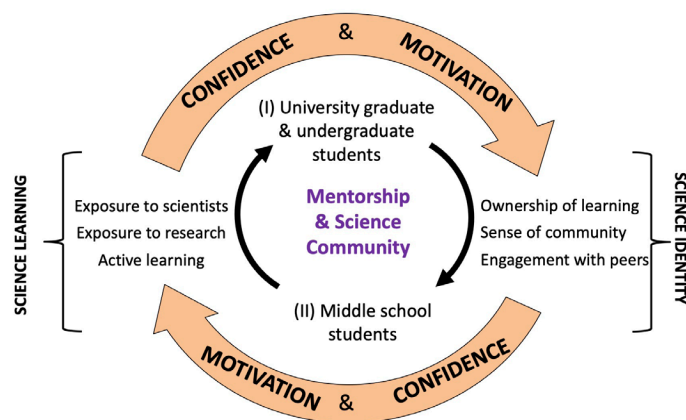 CONFIDENCE & MOTIVATION
(I) University graduate
& undergraduate
students
SCIENCE LEARNING
Exposure to scientists
Exposure to research
Active learning
Mentorship
& Science
Community
Ownership of learning
Sense of community
Engagement with peers
SCIENCE IDENTITY
(II) Middle school
students
MOTIVATION & CONFIDENCE